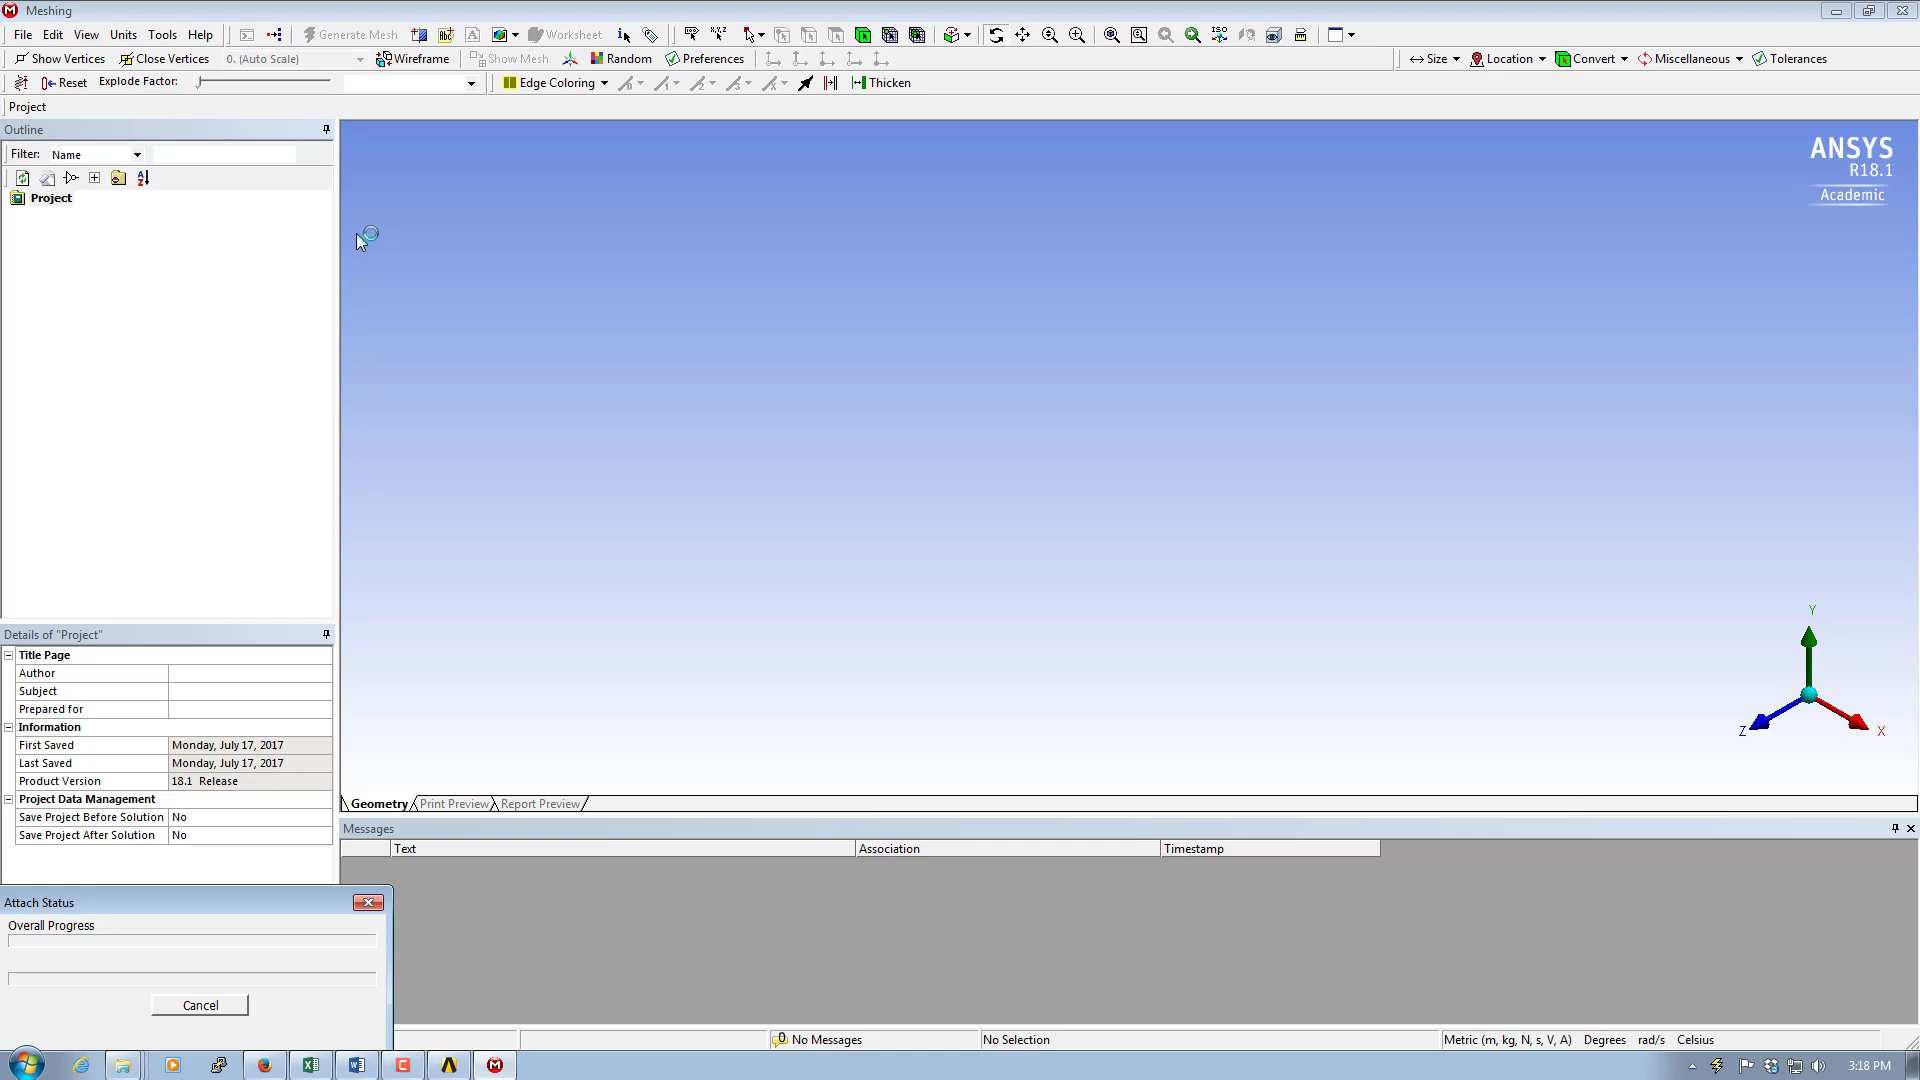 Meshing
File Edit View Units Tools Help Generate Mesh Worksheet
Show Vertices Close Vertices 0. (Auto Scale) Wireframe Show Mesh Random Preferences Size Location Convert Miscellaneous Tolerances
Reset Explode Factor: Edge Coloring Thicken
Project
Outline
Filter: Name
Project
ANSYS
R18.1
Academic
Y
Z
X
Details of "Project"
Title Page
Author
Subject
Prepared for
Information
First Saved Monday, July 17, 2017
Last Saved Monday, July 17, 2017
Product Version 18.1 Release
Project Data Management
Save Project Before Solution No
Save Project After Solution No
Geometry Print Preview Report Preview
Messages
Text Association Timestamp
Attach Status
Overall Progress
Cancel
No Messages No Selection Metric (m, kg, N, s, V, A) Degrees rad/s Celsius
3:18 PM